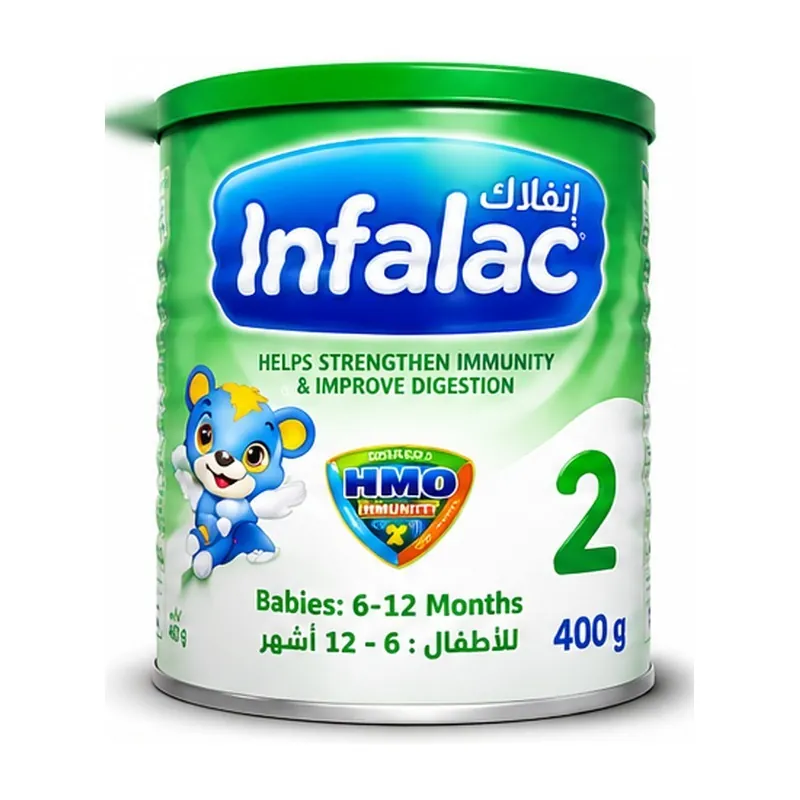 إنفلاك
Infalac
HELPS STRENGTHEN IMMUNITY
& IMPROVE DIGESTION
HMO
2
Babies: 6-12 Months
للأطفال : 6 - 12 أشهر
400 g